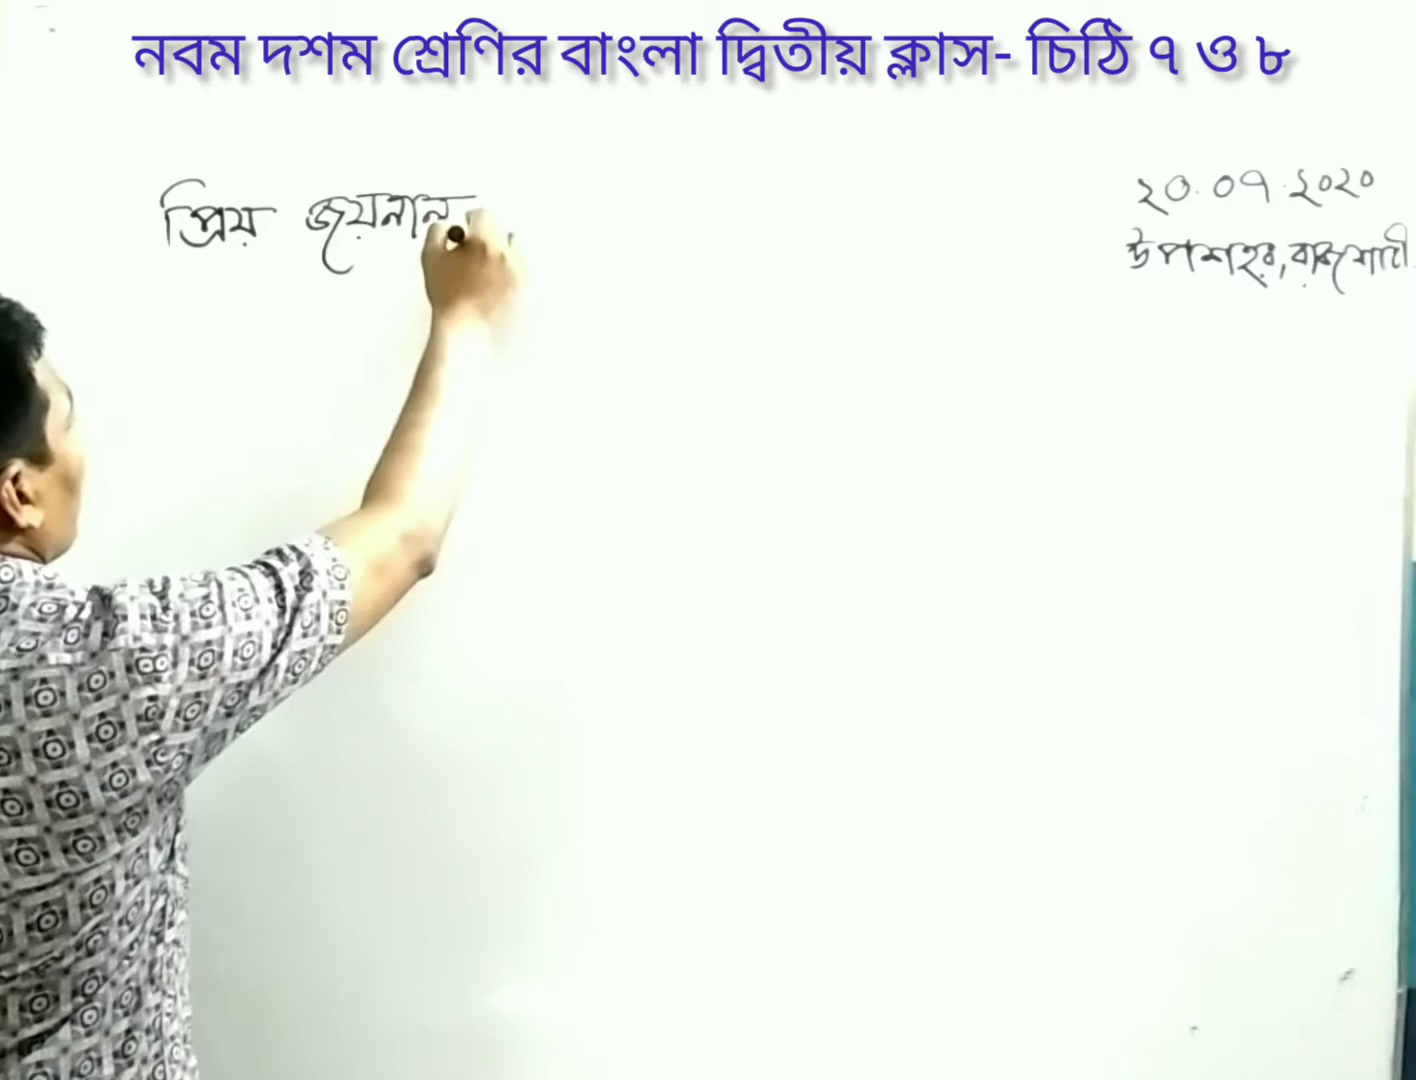 নবম দশম শ্রেণির বাংলা দ্বিতীয় ক্লাস- চিঠি ৭ ও ৮
২০.০৭.২০২০
উপশহর, রাজশাহী
প্রিয় জয়নাল